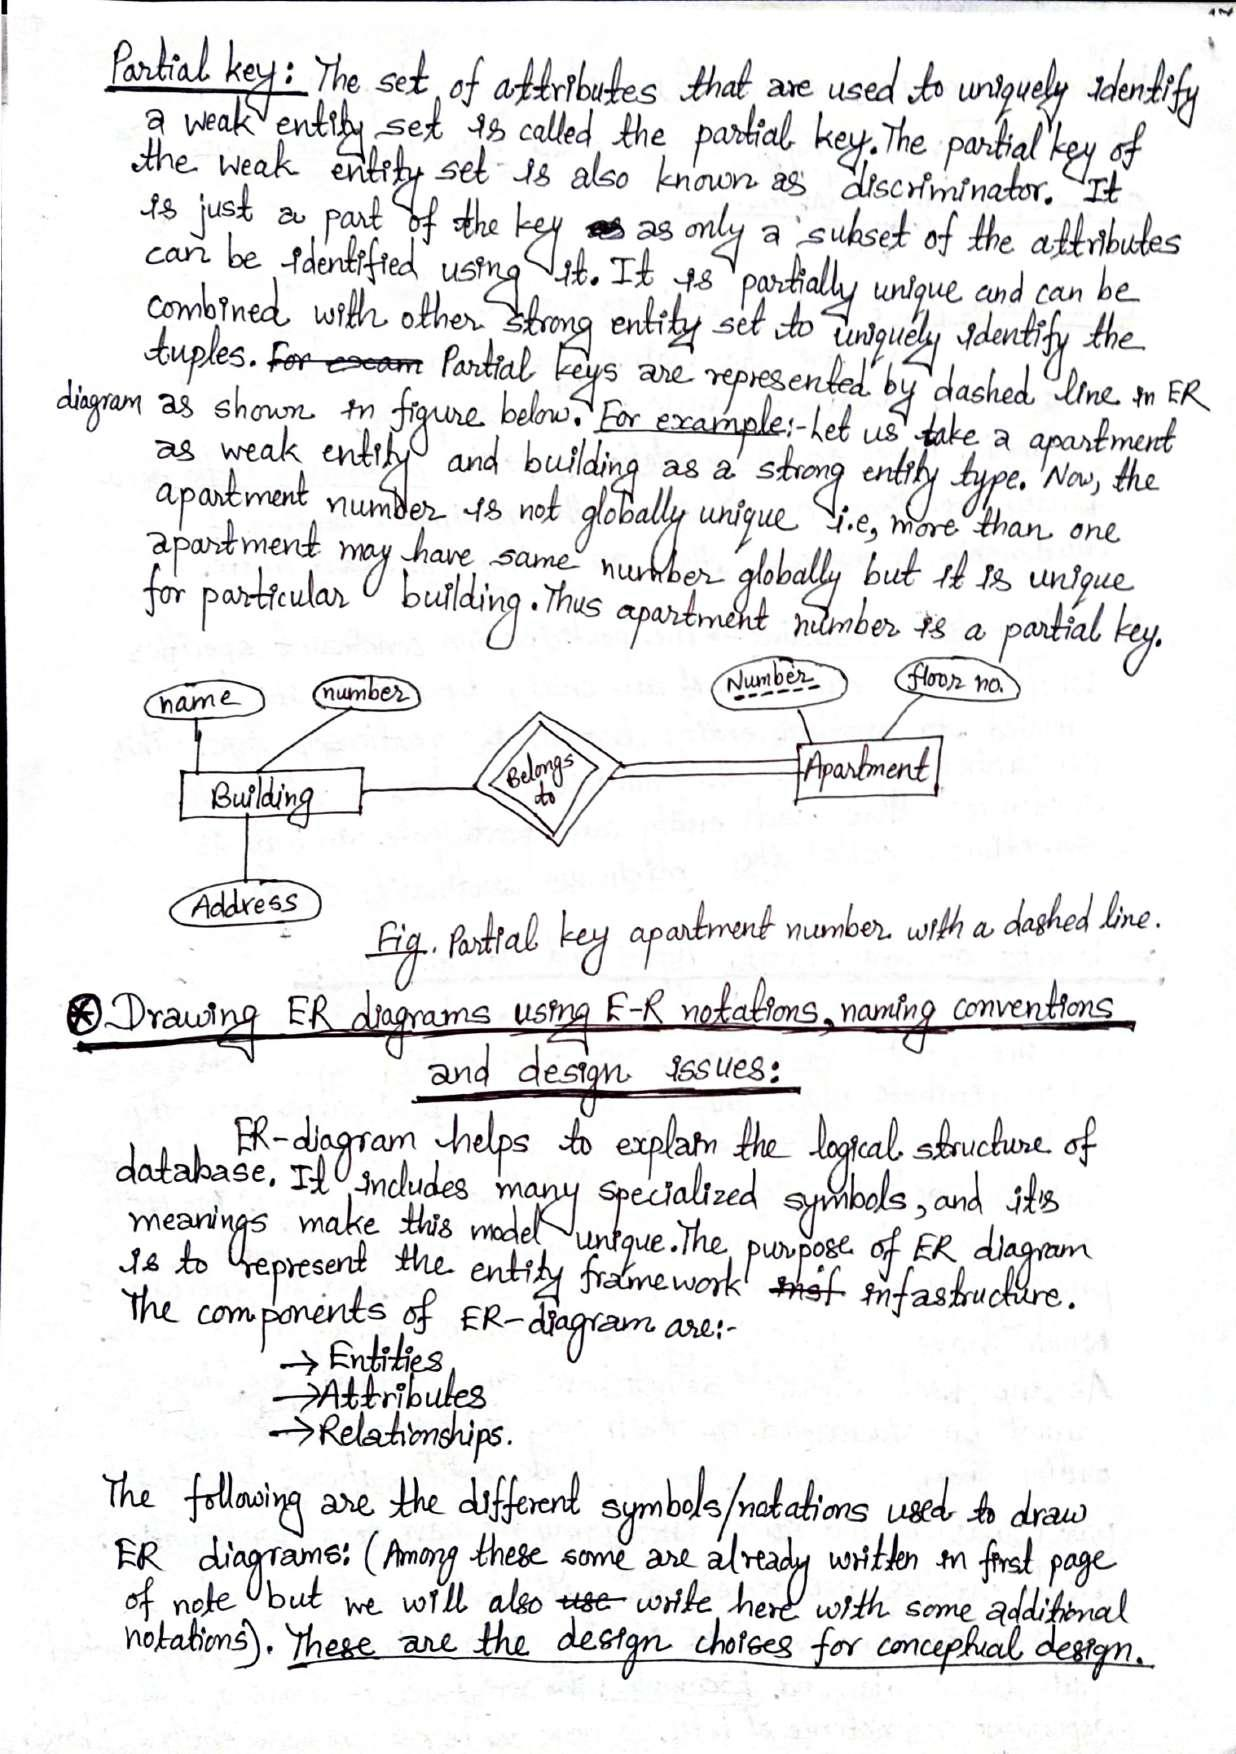 Partial key: The set of attributes that are used to uniquely identify
a weak entity set is called the partial key. The partial key of
the weak entity set is also known as discriminator. It
is just a part of the key as as only a subset of the attributes
can be identified using it. It is partially unique and can be
combined with other strong entity set to uniquely identify the
tuples. For exam Partial keys are represented by dashed line in ER
diagram as shown in figure below. For example:- Let us take a apartment
as weak entity and building as a strong entity type. Now, the
apartment number is not globally unique i.e, more than one
apartment may have same number globally but it is unique
for particular building. Thus apartment number is a partial key.
name number Number floor no.
Building Belongs to Apartment
Address
Fig. Partial key apartment number with a dashed line.
Drawing ER diagrams using E-R notations, naming conventions
and design issues:
ER-diagram helps to explain the logical structure of
database. It includes many specialized symbols, and it's
meanings make this model unique. The purpose of ER diagram
is to represent the entity framework infastructure.
The components of ER-diagram are:-
→ Entities
→ Attributes
→ Relationships.
The following are the different symbols/notations used to draw
ER diagrams: (Among these some are already written in first page
of note but we will also use write here with some additional
notations). These are the design choises for conceptual design.